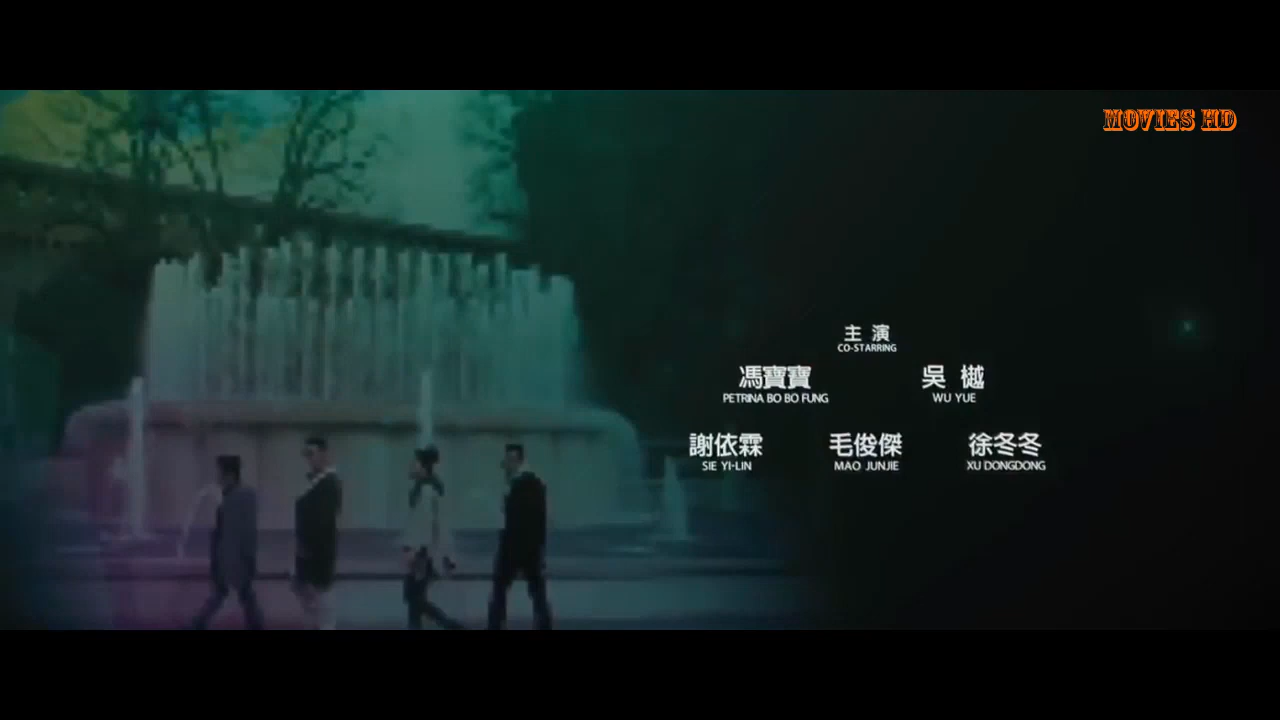 MOVIES HD
主演
CO-STARRING
馮寶寶 吳樾
PETRINA BO BO FUNG WU YUE
謝依霖 毛俊傑 徐冬冬
SIE YI-LIN MAO JUNJIE XU DONGDONG